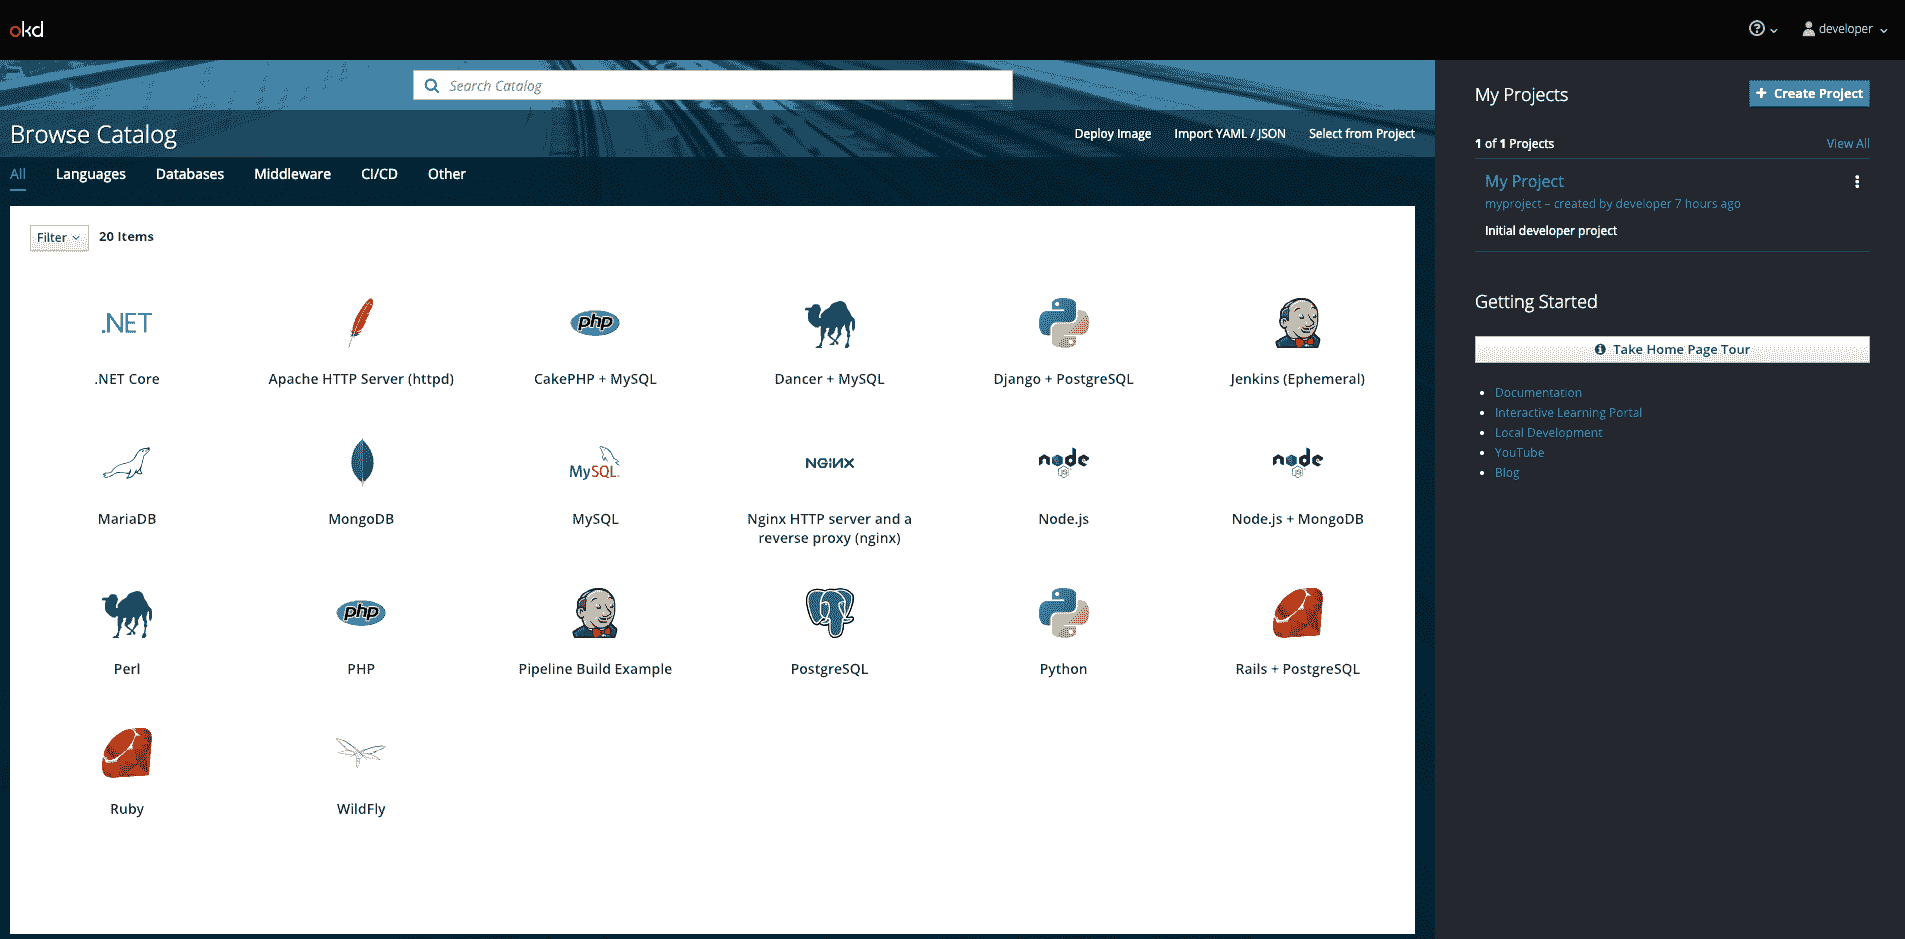 okd
developer
Search Catalog
Browse Catalog
Deploy Image
Import YAML / JSON
Select from Project
All
Languages
Databases
Middleware
CI/CD
Other
Filter
20 Items
.NET
php
.NET Core
Apache HTTP Server (httpd)
CakePHP + MySQL
Dancer + MySQL
Django + PostgreSQL
Jenkins (Ephemeral)
MySQL
NGINX
node
JS
node
JS
MariaDB
MongoDB
MySQL
Nginx HTTP server and a
reverse proxy (nginx)
Node.js
Node.js + MongoDB
php
Perl
PHP
Pipeline Build Example
PostgreSQL
Python
Rails + PostgreSQL
Ruby
WildFly
My Projects
+ Create Project
1 of 1 Projects
View All
My Project
myproject – created by developer 7 hours ago
Initial developer project
Getting Started
Take Home Page Tour
Documentation
Interactive Learning Portal
Local Development
YouTube
Blog